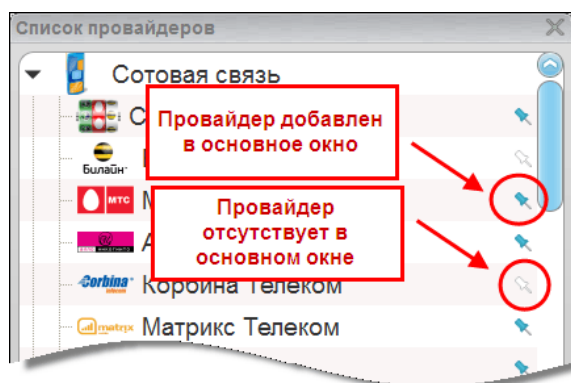 Список провайдеров
Сотовая связь
С
Провайдер добавлен
в основное окно
Билайн
МТС
М
Провайдер
отсутствует в
основном окне
А
Corbina
Корбина Телеком
matrix
Матрикс Телеком